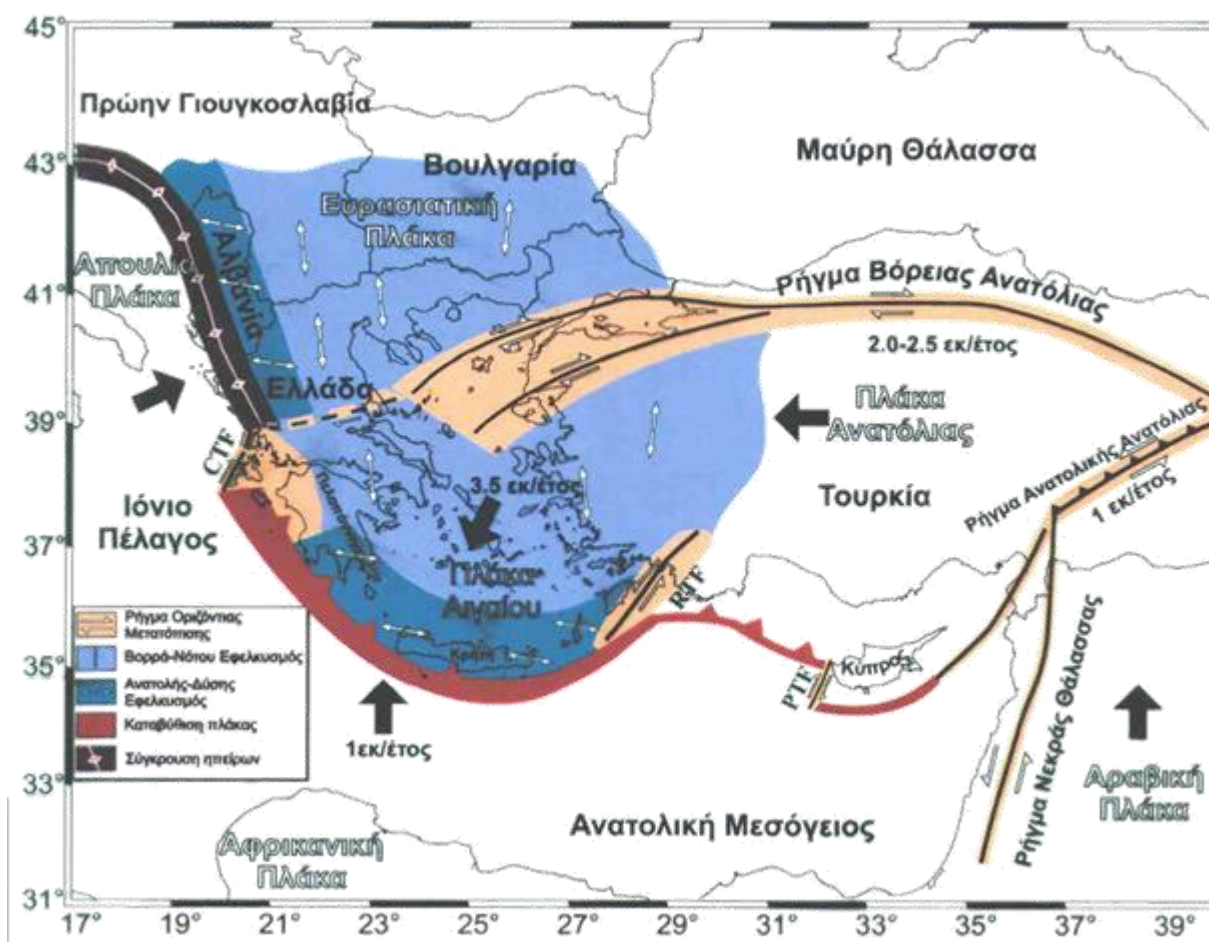 45°
Πρώην Γιουγκοσλαβία
Μαύρη Θάλασσα
43°
Βουλγαρία
Ευρασιατική
Πλάκα
Απουλία
Πλάκα
Αλβανία
41°
Ρήγμα Βόρειας Ανατόλιας
2.0-2.5 εκ/έτος
Ελλάδα
Πλάκα
Ανατόλιας
39°
CTF
3.5 εκ/έτος
Τουρκία
Ρήγμα Ανατολικής Ανατόλιας
1 εκ/έτος
Ιόνιο
Πέλαγος
37°
Πλάκα
Αιγαίου
RTF
Ρήγμα Οριζόντιας
Μετατόπισης
Βορρά-Νότου Εφελκυσμός
Ανατολής-Δύσης
Εφελκυσμός
Καταβύθιση πλάκας
Σύγκρουση ηπείρων
35°
Κρήτη
Κύπρος
PTF
Ρήγμα Νεκράς Θάλασσας
1εκ/έτος
33°
Αραβική
Πλάκα
Ανατολική Μεσόγειος
Αφρικανική
Πλάκα
31°
17° 19° 21° 23° 25° 27° 29° 31° 33° 35° 37° 39°